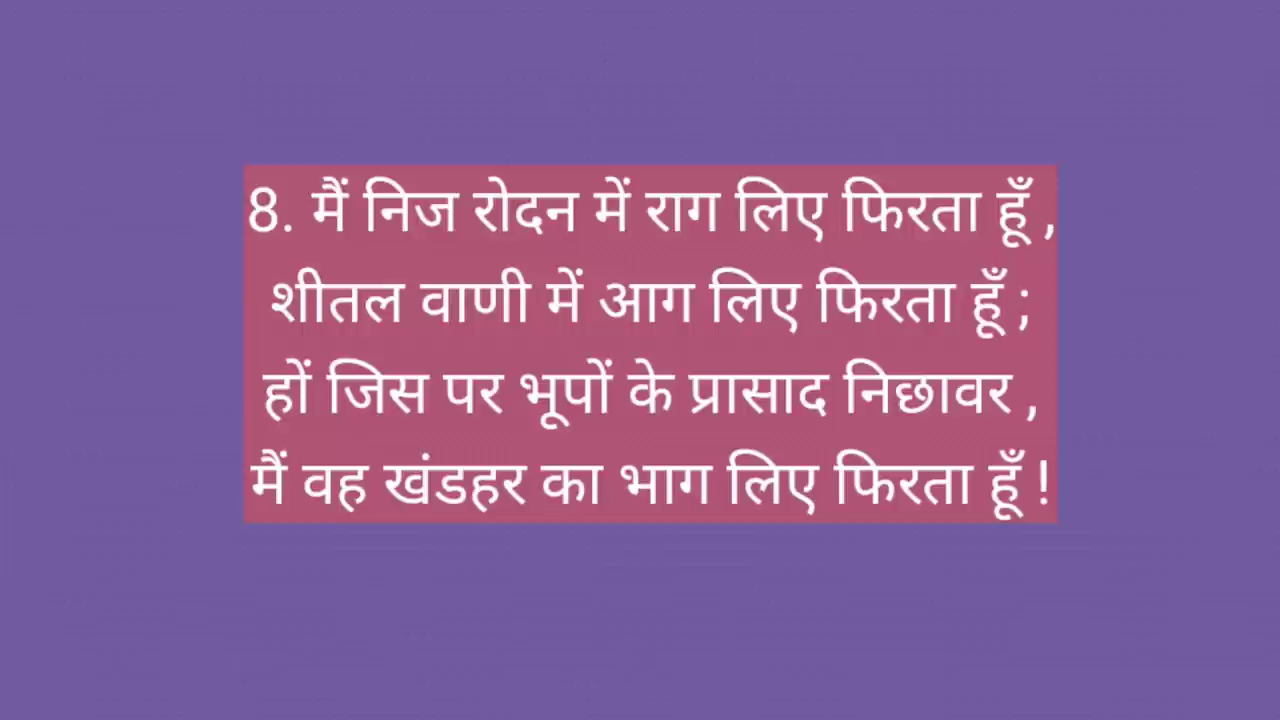 8. मैं निज रोदन में राग लिए फिरता हूँ ,
शीतल वाणी में आग लिए फिरता हूँ ;
हों जिस पर भूपों के प्रासाद निछावर ,
मैं वह खंडहर का भाग लिए फिरता हूँ !